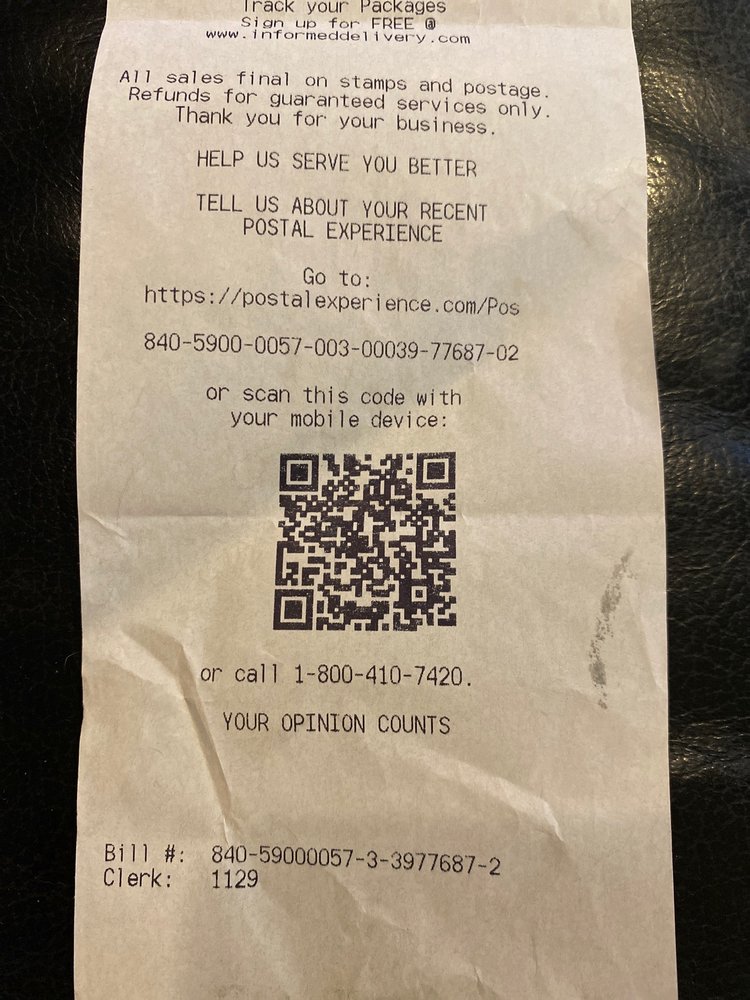 Track your Packages
Sign up for FREE @
www.informeddelivery.com
All sales final on stamps and postage.
Refunds for guaranteed services only.
Thank you for your business.
HELP US SERVE YOU BETTER
TELL US ABOUT YOUR RECENT
POSTAL EXPERIENCE
Go to:
https://postalexperience.com/Pos
840-5900-0057-003-00039-77687-02
or scan this code with
your mobile device:
or call 1-800-410-7420.
YOUR OPINION COUNTS
Bill #: 840-59000057-3-3977687-2
Clerk: 1129